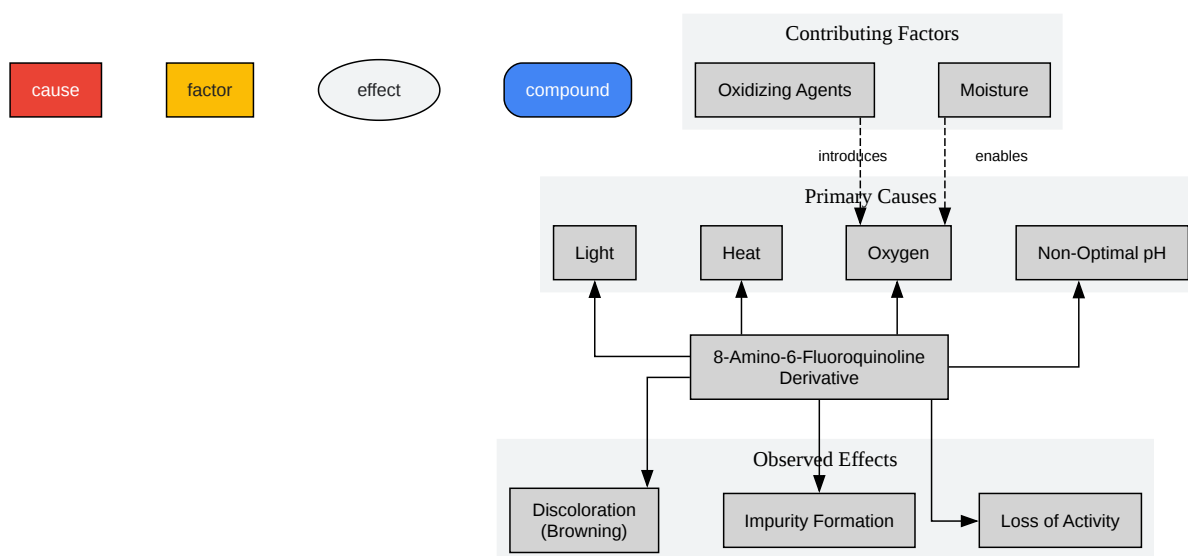 Contributing Factors
cause
factor
effect
compound
Oxidizing Agents
Moisture
introduces
enables
Primary Causes
Light
Heat
Oxygen
Non-Optimal pH
8-Amino-6-Fluoroquinoline
Derivative
Observed Effects
Discoloration
(Browning)
Impurity Formation
Loss of Activity